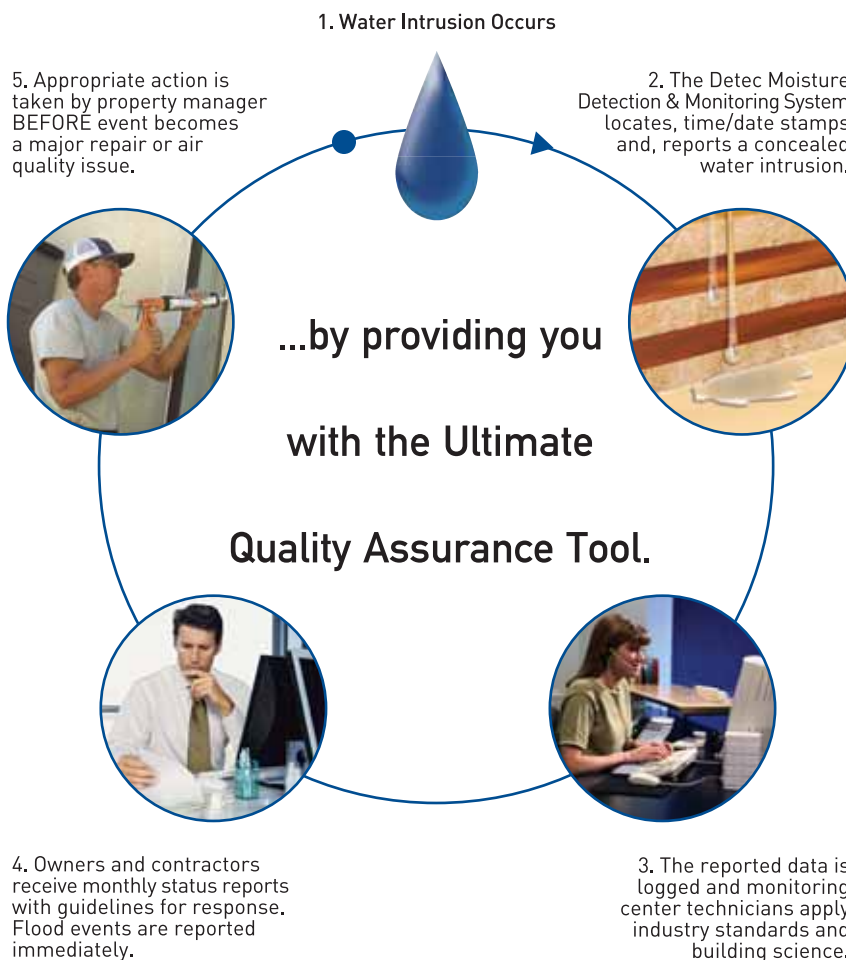 1. Water Intrusion Occurs
2. The Detec Moisture
Detection & Monitoring System
locates, time/date stamps
and, reports a concealed
water intrusion.
3. The reported data is
logged and monitoring
center technicians apply
industry standards and
building science.
4. Owners and contractors
receive monthly status reports
with guidelines for response.
Flood events are reported
immediately.
5. Appropriate action is
taken by property manager
BEFORE event becomes
a major repair or air
quality issue.
...by providing you
with the Ultimate
Quality Assurance Tool.